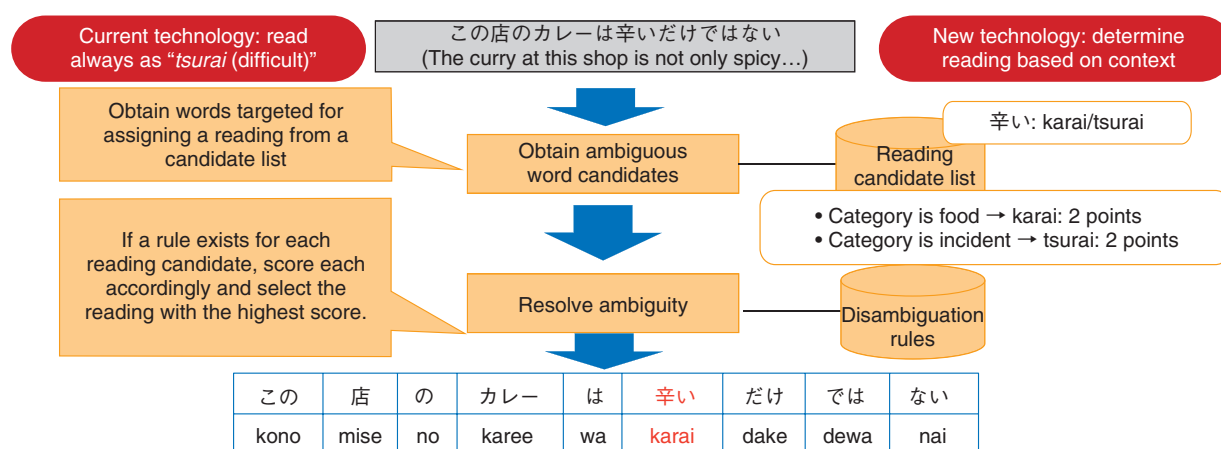 Current technology: read
always as “tsurai (difficult)”
この店のカレーは辛いだけではない
(The curry at this shop is not only spicy…)
New technology: determine
reading based on context
Obtain words targeted for
assigning a reading from a
candidate list
Obtain ambiguous
word candidates
辛い: karai/tsurai
Reading
candidate list
• Category is food → karai: 2 points
• Category is incident → tsurai: 2 points
If a rule exists for each
reading candidate, score each
accordingly and select the
reading with the highest score.
Resolve ambiguity
Disambiguation
rules
この 店 の カレー は 辛い だけ では ない
kono mise no karee wa karai dake dewa nai